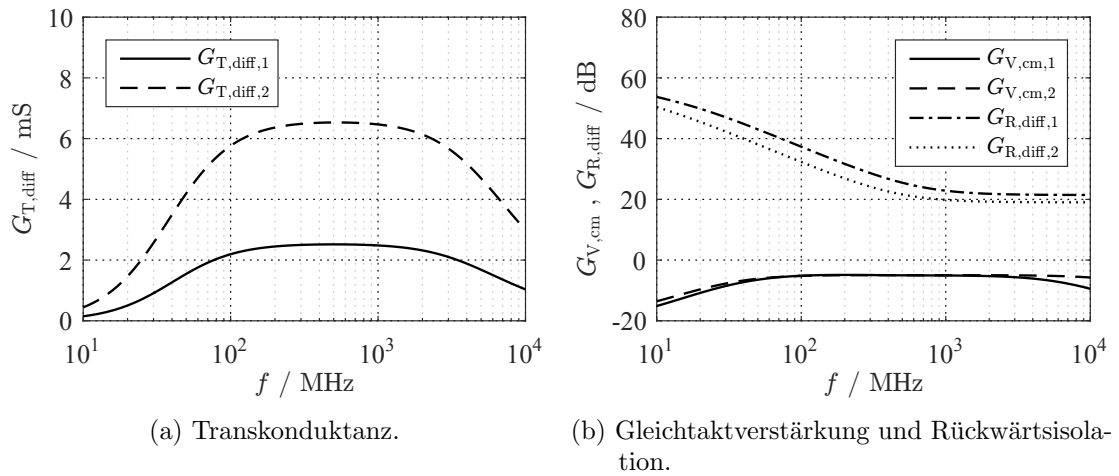 10
8
6
4
2
0
G_T,diff / mS
G_T,diff,1
G_T,diff,2
10^1 10^2 10^3 10^4
f / MHz
(a) Transkonduktanz.
80
60
40
20
0
-20
G_V,cm , G_R,diff / dB
G_V,cm,1
G_V,cm,2
G_R,diff,1
G_R,diff,2
10^1 10^2 10^3 10^4
f / MHz
(b) Gleichtaktverstärkung und Rückwärtsisola-
tion.